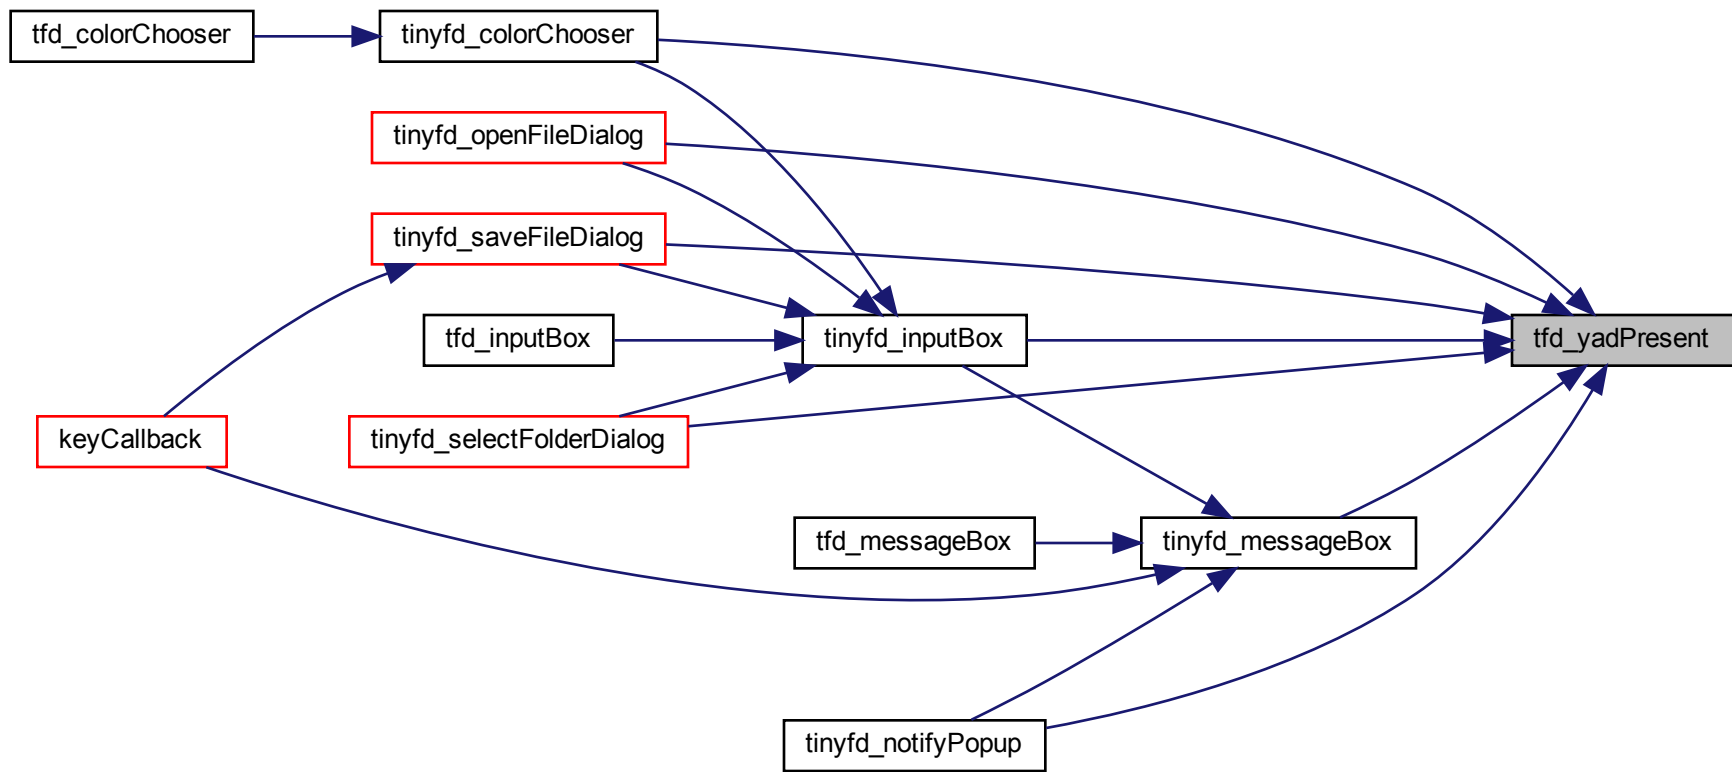 tfd_colorChooser
tinyfd_colorChooser
tinyfd_openFileDialog
tinyfd_saveFileDialog
tfd_inputBox
tinyfd_inputBox
tfd_yadPresent
keyCallback
tinyfd_selectFolderDialog
tfd_messageBox
tinyfd_messageBox
tinyfd_notifyPopup